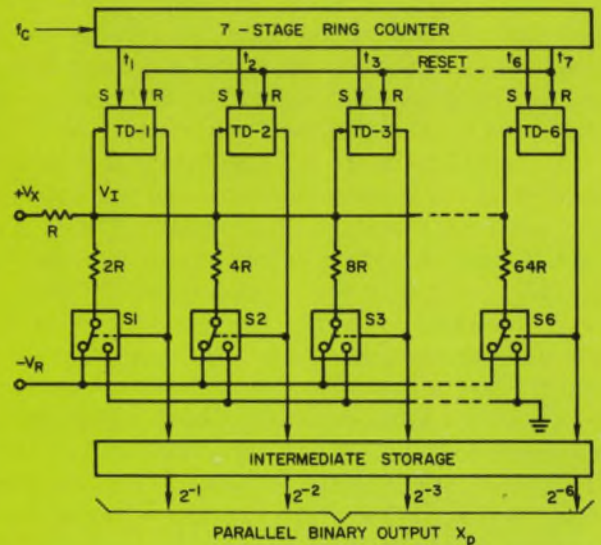 7 - STAGE RING COUNTER
fC
t1 t2 t3 t6 t7
RESET
S R S R S R S R
TD-1 TD-2 TD-3 TD-6
+VX VI
R
2R 4R 8R 64R
S1 S2 S3 S6
-VR
INTERMEDIATE STORAGE
2-1 2-2 2-3 2-6
PARALLEL BINARY OUTPUT XD